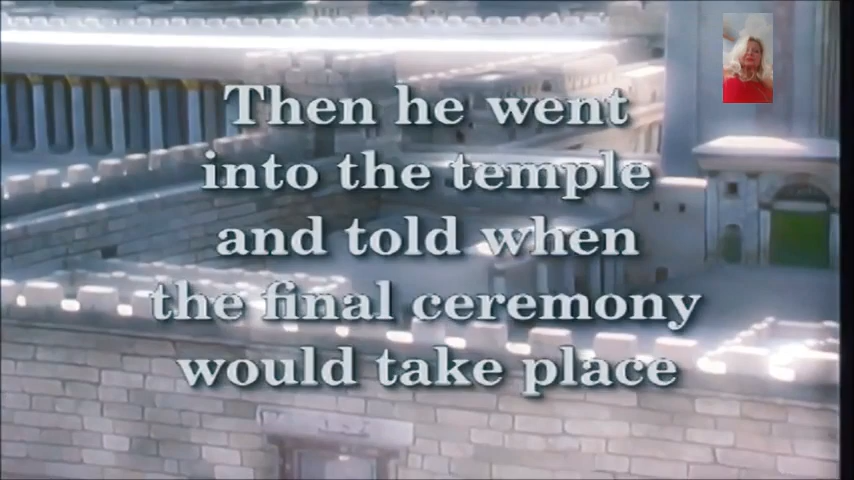 Then he went
into the temple
and told when
the final ceremony
would take place